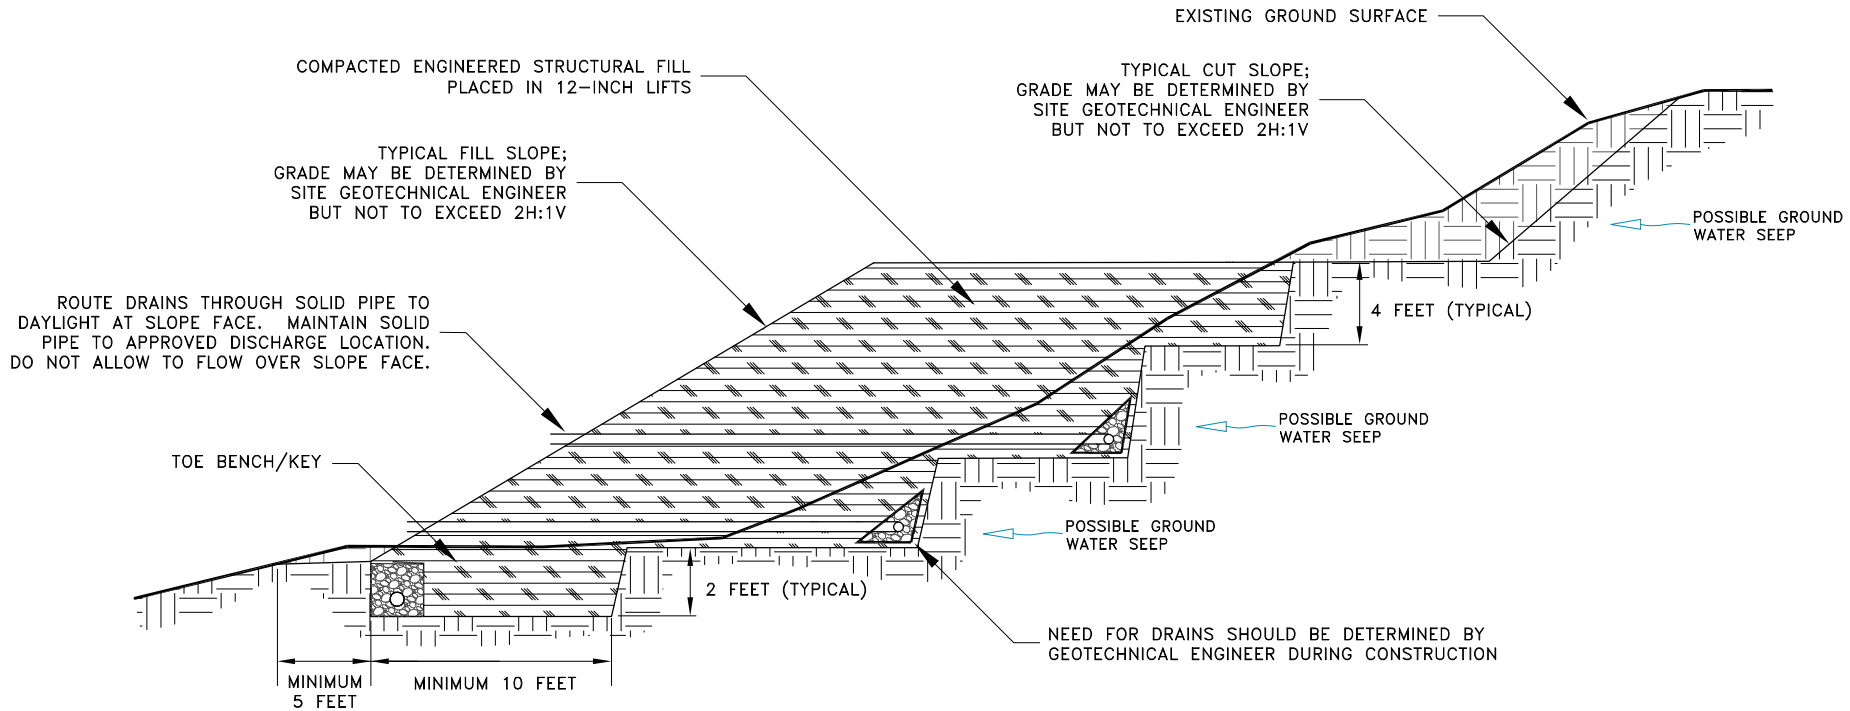 EXISTING GROUND SURFACE
COMPACTED ENGINEERED STRUCTURAL FILL
PLACED IN 12-INCH LIFTS
TYPICAL CUT SLOPE;
GRADE MAY BE DETERMINED BY
SITE GEOTECHNICAL ENGINEER
BUT NOT TO EXCEED 2H:1V
TYPICAL FILL SLOPE;
GRADE MAY BE DETERMINED BY
SITE GEOTECHNICAL ENGINEER
BUT NOT TO EXCEED 2H:1V
POSSIBLE GROUND
WATER SEEP
ROUTE DRAINS THROUGH SOLID PIPE TO
DAYLIGHT AT SLOPE FACE. MAINTAIN SOLID
PIPE TO APPROVED DISCHARGE LOCATION.
DO NOT ALLOW TO FLOW OVER SLOPE FACE.
4 FEET (TYPICAL)
POSSIBLE GROUND
WATER SEEP
TOE BENCH/KEY
POSSIBLE GROUND
WATER SEEP
2 FEET (TYPICAL)
NEED FOR DRAINS SHOULD BE DETERMINED BY
GEOTECHNICAL ENGINEER DURING CONSTRUCTION
MINIMUM
5 FEET
MINIMUM 10 FEET